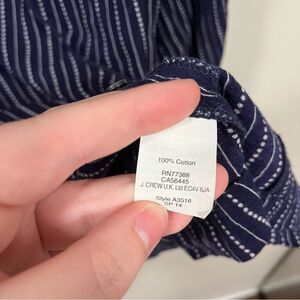 100% Cotton
RN77388
CA56445
J. CREW U.K. Ltd EC4V 6JA
Style A3516
SP 14